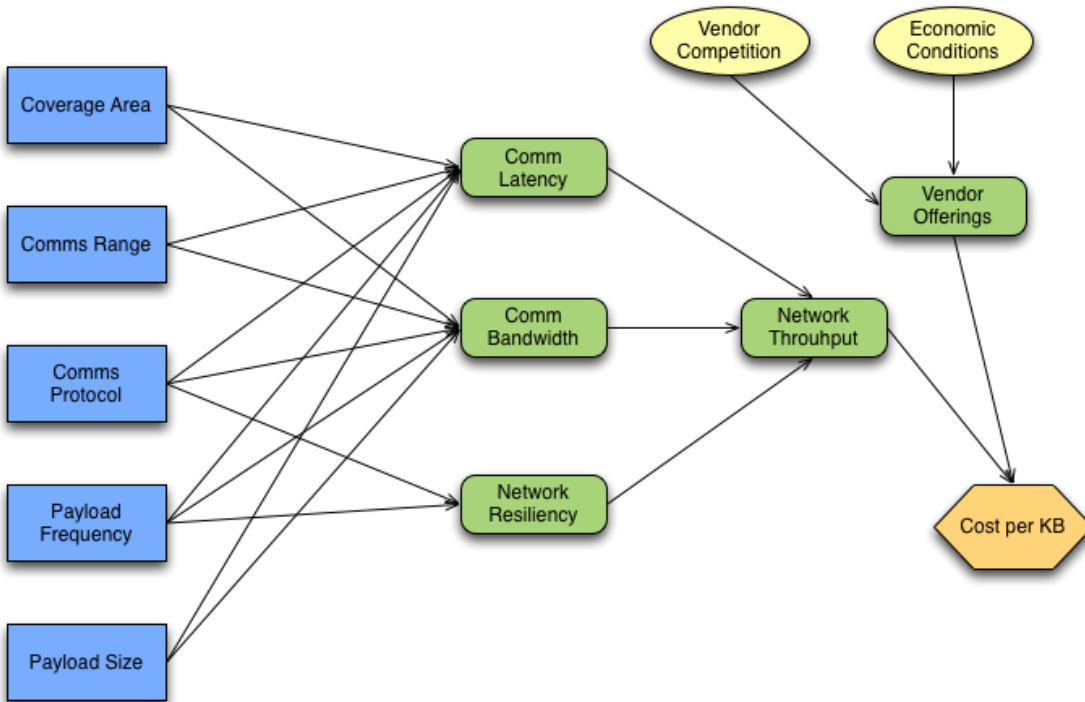 Vendor
Competition
Economic
Conditions
Coverage Area
Comm
Latency
Vendor
Offerings
Comms Range
Comm
Bandwidth
Network
Throuhput
Comms
Protocol
Payload
Frequency
Network
Resiliency
Cost per KB
Payload Size